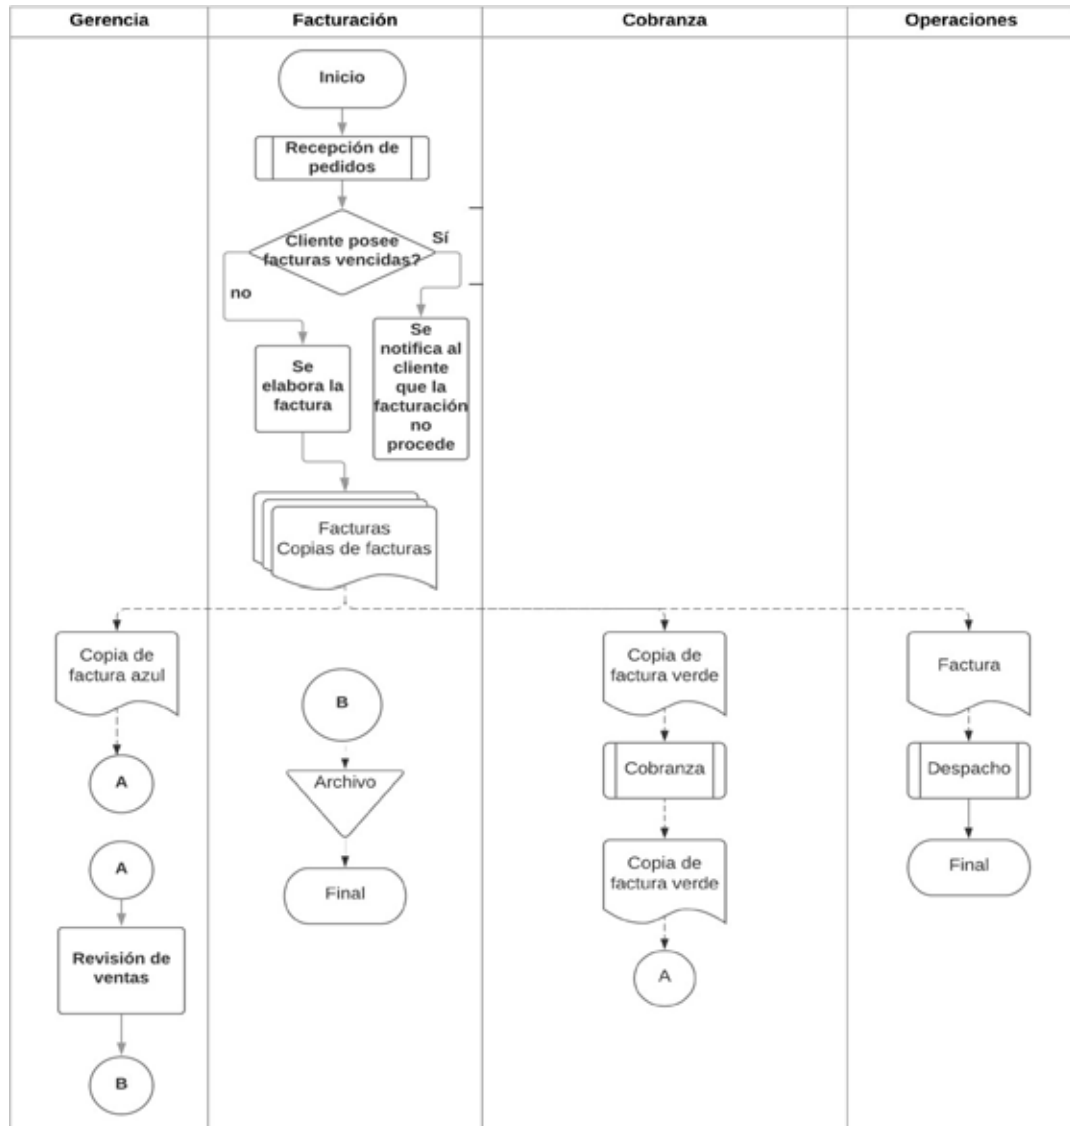 Gerencia
Facturación
Cobranza
Operaciones
Inicio
Recepción de
pedidos
Cliente posee
facturas vencidas?
Sí
no
Se
elabora la
factura
Se
notifica al
cliente
que la
facturación
no
procede
Facturas
Copias de facturas
Copia de
factura azul
A
A
Revisión de
ventas
B
B
Archivo
Final
Copia de
factura verde
Cobranza
Copia de
factura verde
A
Factura
Despacho
Final